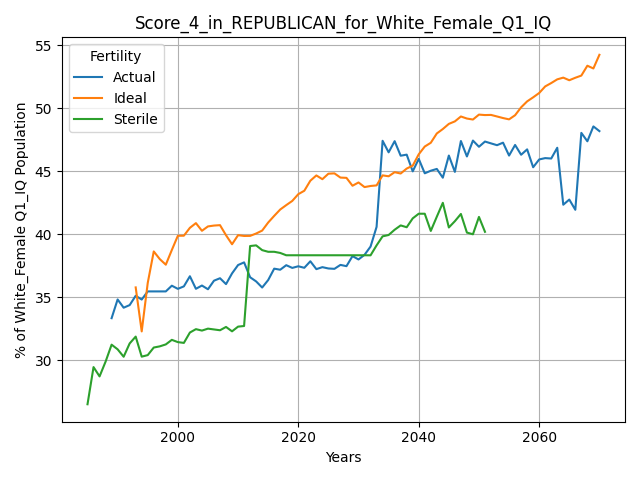 Score_4_in_REPUBLICAN_for_White_Female_Q1_IQ
% of White_Female Q1_IQ Population
55
50
45
40
35
30
Fertility
Actual
Ideal
Sterile
2000
2020
2040
2060
Years